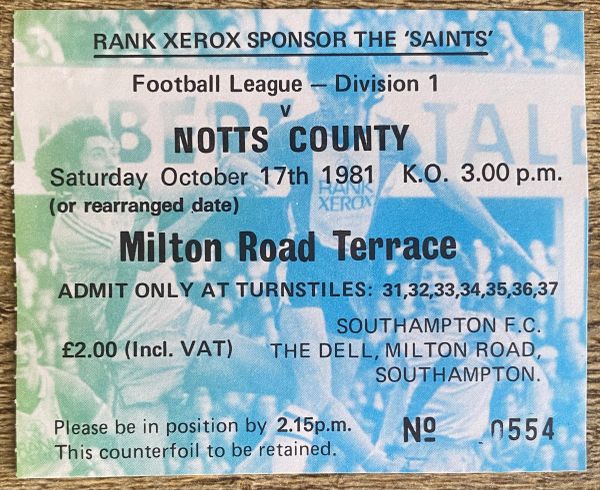 RANK XEROX SPONSOR THE 'SAINTS'
Football League – Division 1
v
NOTTS COUNTY
Saturday October 17th 1981 K.O. 3.00 p.m.
(or rearranged date)
RANK
XEROX
Milton Road Terrace
ADMIT ONLY AT TURNSTILES: 31,32,33,34,35,36,37
SOUTHAMPTON F.C.
£2.00 (Incl. VAT) THE DELL, MILTON ROAD,
SOUTHAMPTON.
Please be in position by 2.15p.m. Nº 0554
This counterfoil to be retained.